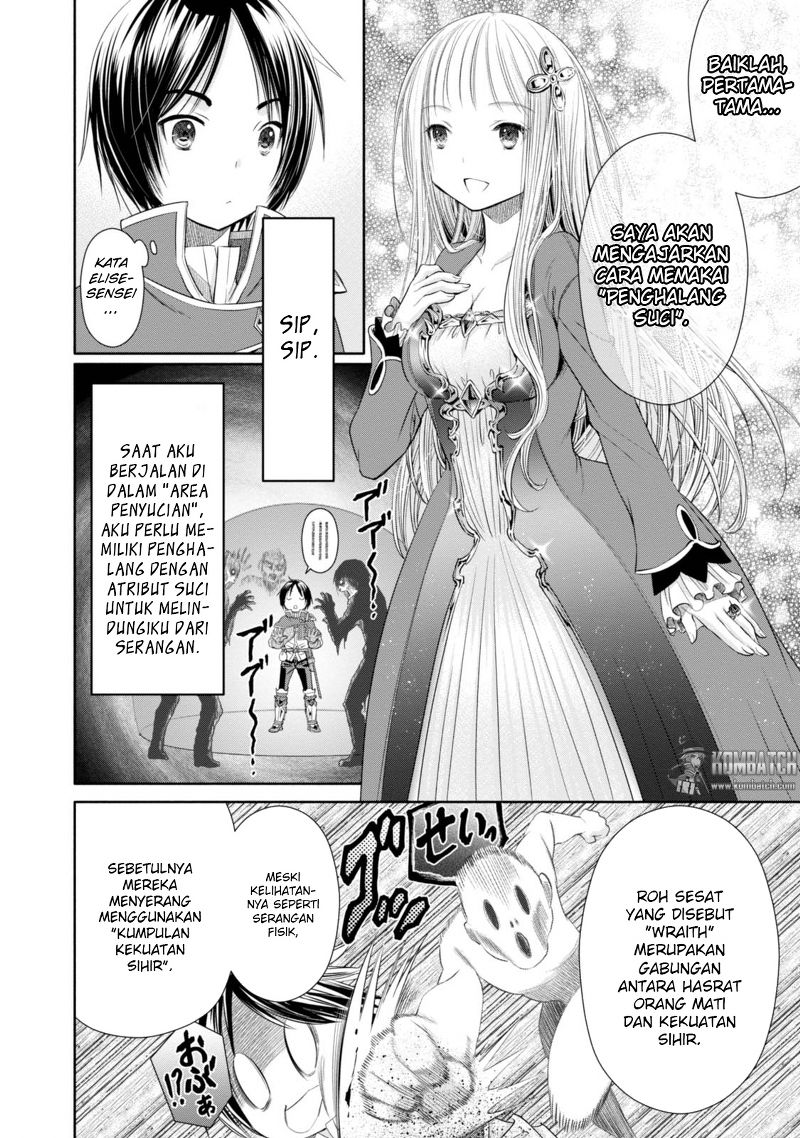 BAIKLAH,
PERTAMA-
TAMA...
SAYA AKAN
MENGAJARKAN
CARA MEMAKAI
"PENGHALANG
SUCI".
KATA
ELISE-
SENSEI
...
SIP,
SIP.
SAAT AKU
BERJALAN DI
DALAM "AREA
PENYUCIAN",
AKU PERLU ME-
MILIKI PENGHA-
LANG DENGAN
ATRIBUT SUCI
UNTUK MELIN-
DUNGIKU DARI
SERANGAN.
ア゛~~
ア゛~~
KOMBATCH
www.kombatch.com
ROH SESAT
YANG DISEBUT
"WRAITH"
MERUPAKAN
GABUNGAN
ANTARA HASRAT
ORANG MATI
DAN KEKUATAN
SIHIR.
せいっ
MESKI
KELIHATAN-
NYA SEPERTI
SERANGAN
FISIK,
SEBETULNYA
MEREKA
MENYERANG
MENGGUNAKAN
"KUMPULAN
KEKUATAN
SIHIR".
おぶぁ
!?